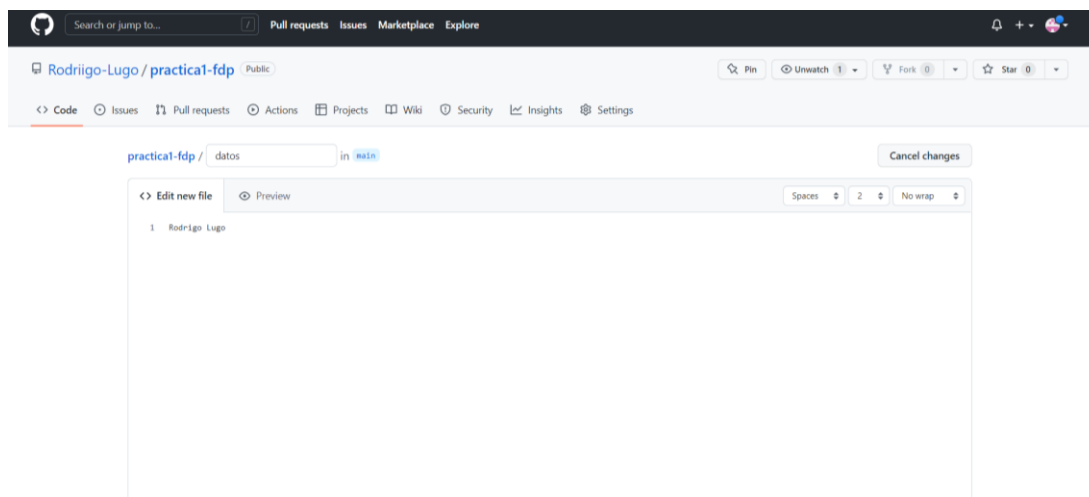 Search or jump to... / Pull requests Issues Marketplace Explore
Rodriigo-Lugo / practica1-fdp Public Pin Unwatch 1 Fork 0 Star 0
<> Code Issues Pull requests Actions Projects Wiki Security Insights Settings
practica1-fdp / datos in main Cancel changes
<> Edit new file Preview Spaces 2 No wrap
1 Rodrigo Lugo